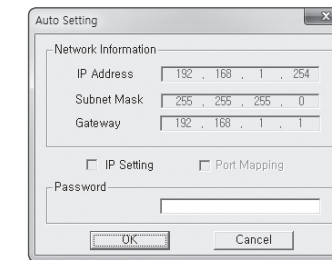 Auto Setting
Network Information
IP Address 192 . 168 . 1 . 254
Subnet Mask 255 . 255 . 255 . 0
Gateway 192 . 168 . 1 . 1
IP Setting Port Mapping
Password
OK Cancel